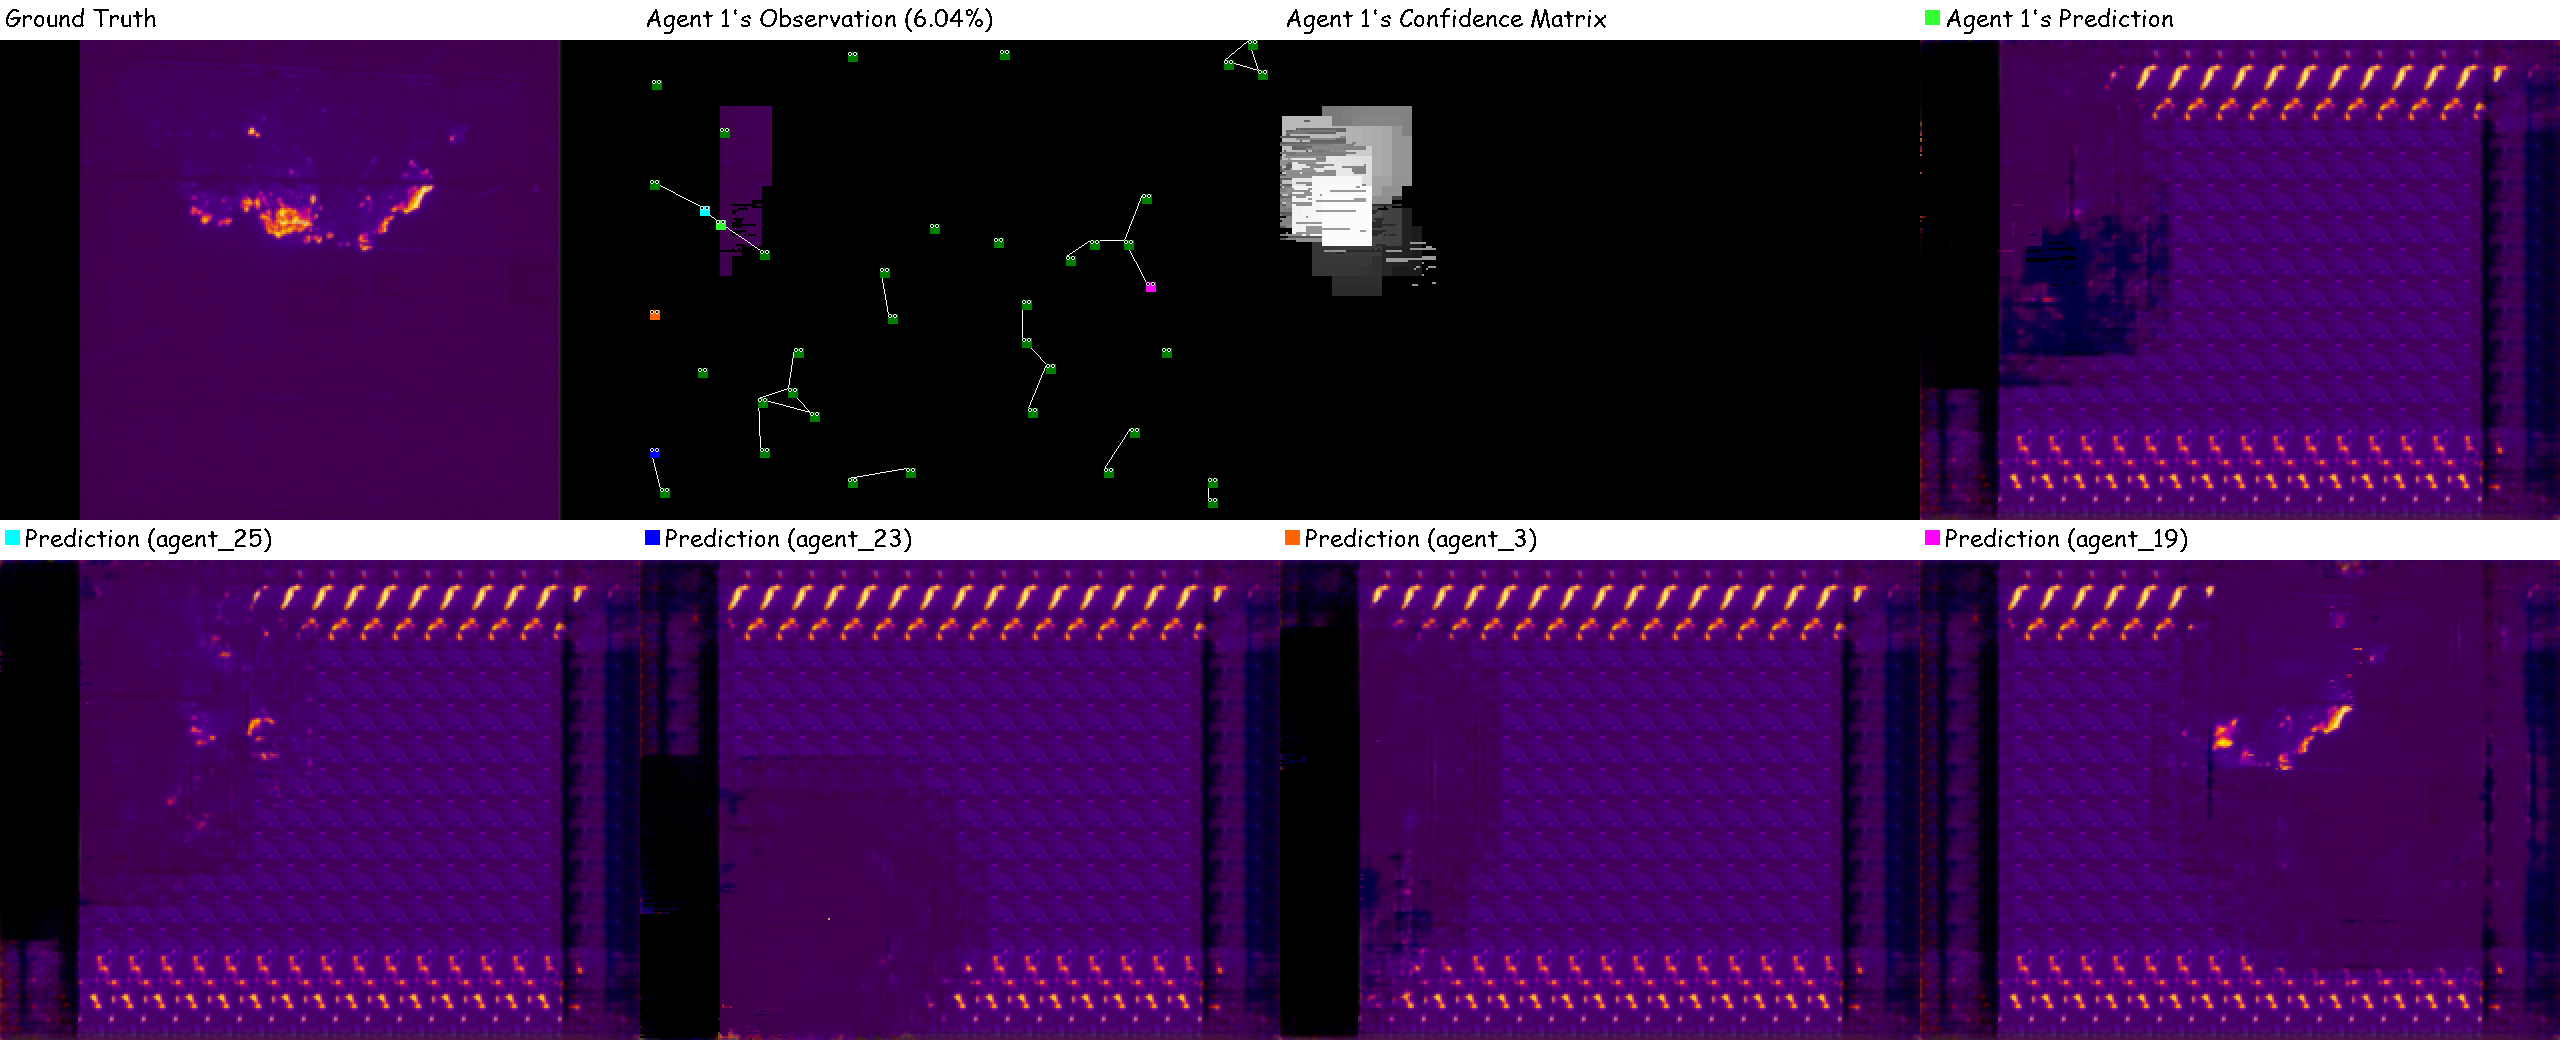 Ground Truth
Agent 1's Observation (6.04%)
Agent 1's Confidence Matrix
Agent 1's Prediction
Prediction (agent_25)
Prediction (agent_23)
Prediction (agent_3)
Prediction (agent_19)